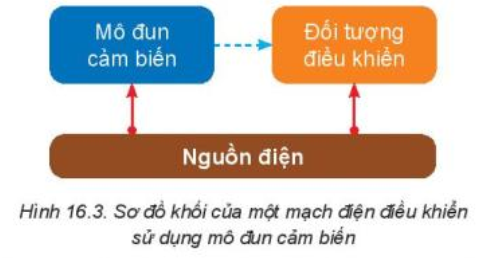 Mô đun
cảm biến
Đối tượng
điều khiển
Nguồn điện
Hình 16.3. Sơ đồ khối của một mạch điện điều khiển
sử dụng mô đun cảm biến